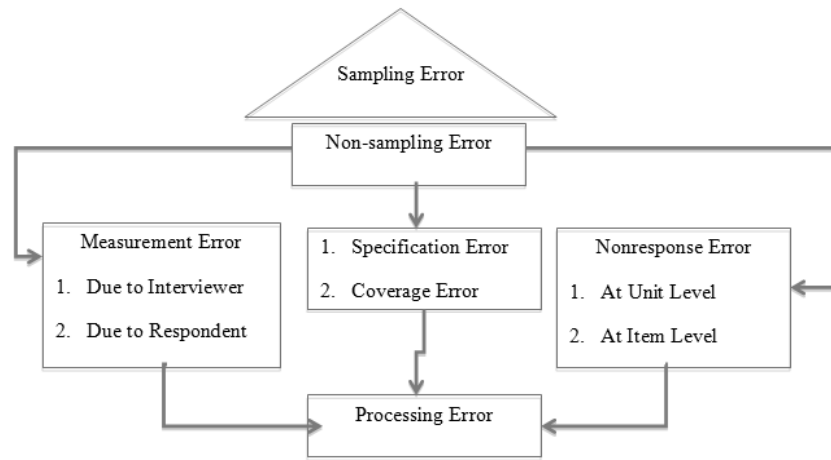 Sampling Error
Non-sampling Error
Measurement Error
1. Due to Interviewer
2. Due to Respondent
1. Specification Error
2. Coverage Error
Nonresponse Error
1. At Unit Level
2. At Item Level
Processing Error